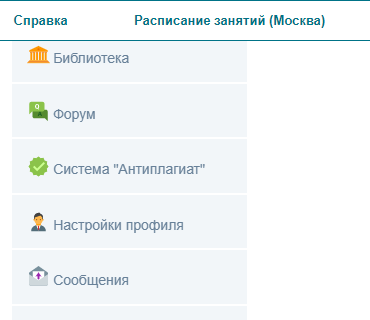 Справка Расписание занятий (Москва)
Библиотека
Форум
Система "Антиплагиат"
Настройки профиля
Сообщения